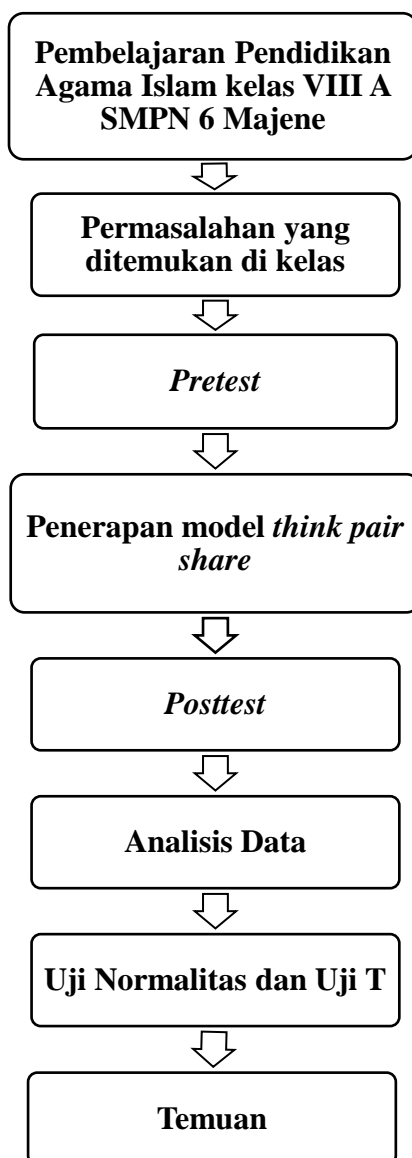 Pembelajaran Pendidikan
Agama Islam kelas VIII A
SMPN 6 Majene
Permasalahan yang
ditemukan di kelas
Pretest
Penerapan model think pair
share
Posttest
Analisis Data
Uji Normalitas dan Uji T
Temuan